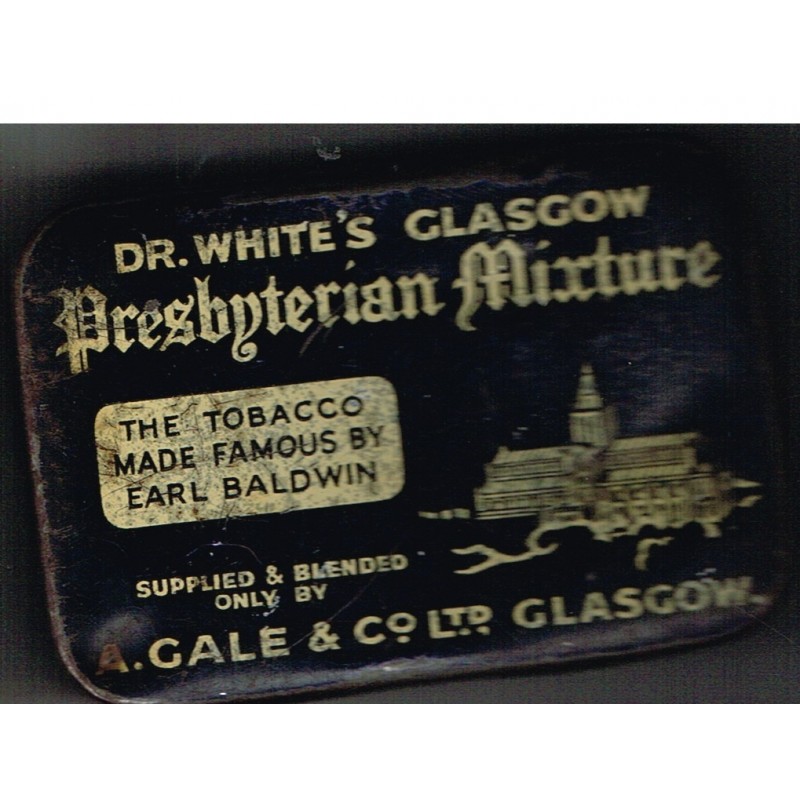 DR. WHITE'S GLASGOW
Presbyterian Mixture
THE TOBACCO
MADE FAMOUS BY
EARL BALDWIN
SUPPLIED & BLENDED
ONLY BY
A. GALE & CO LTD GLASGOW.